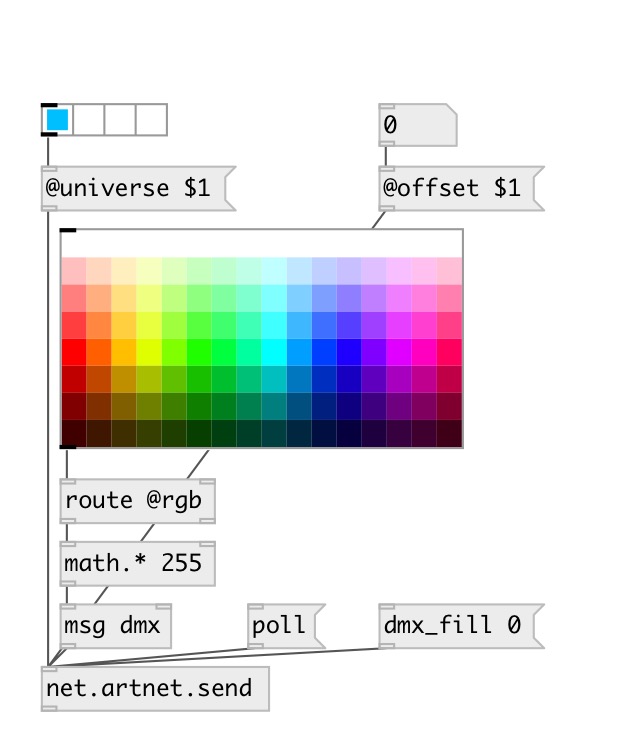 0
@universe $1
@offset $1
route @rgb
math.* 255
msg dmx
poll
dmx_fill 0
net.artnet.send